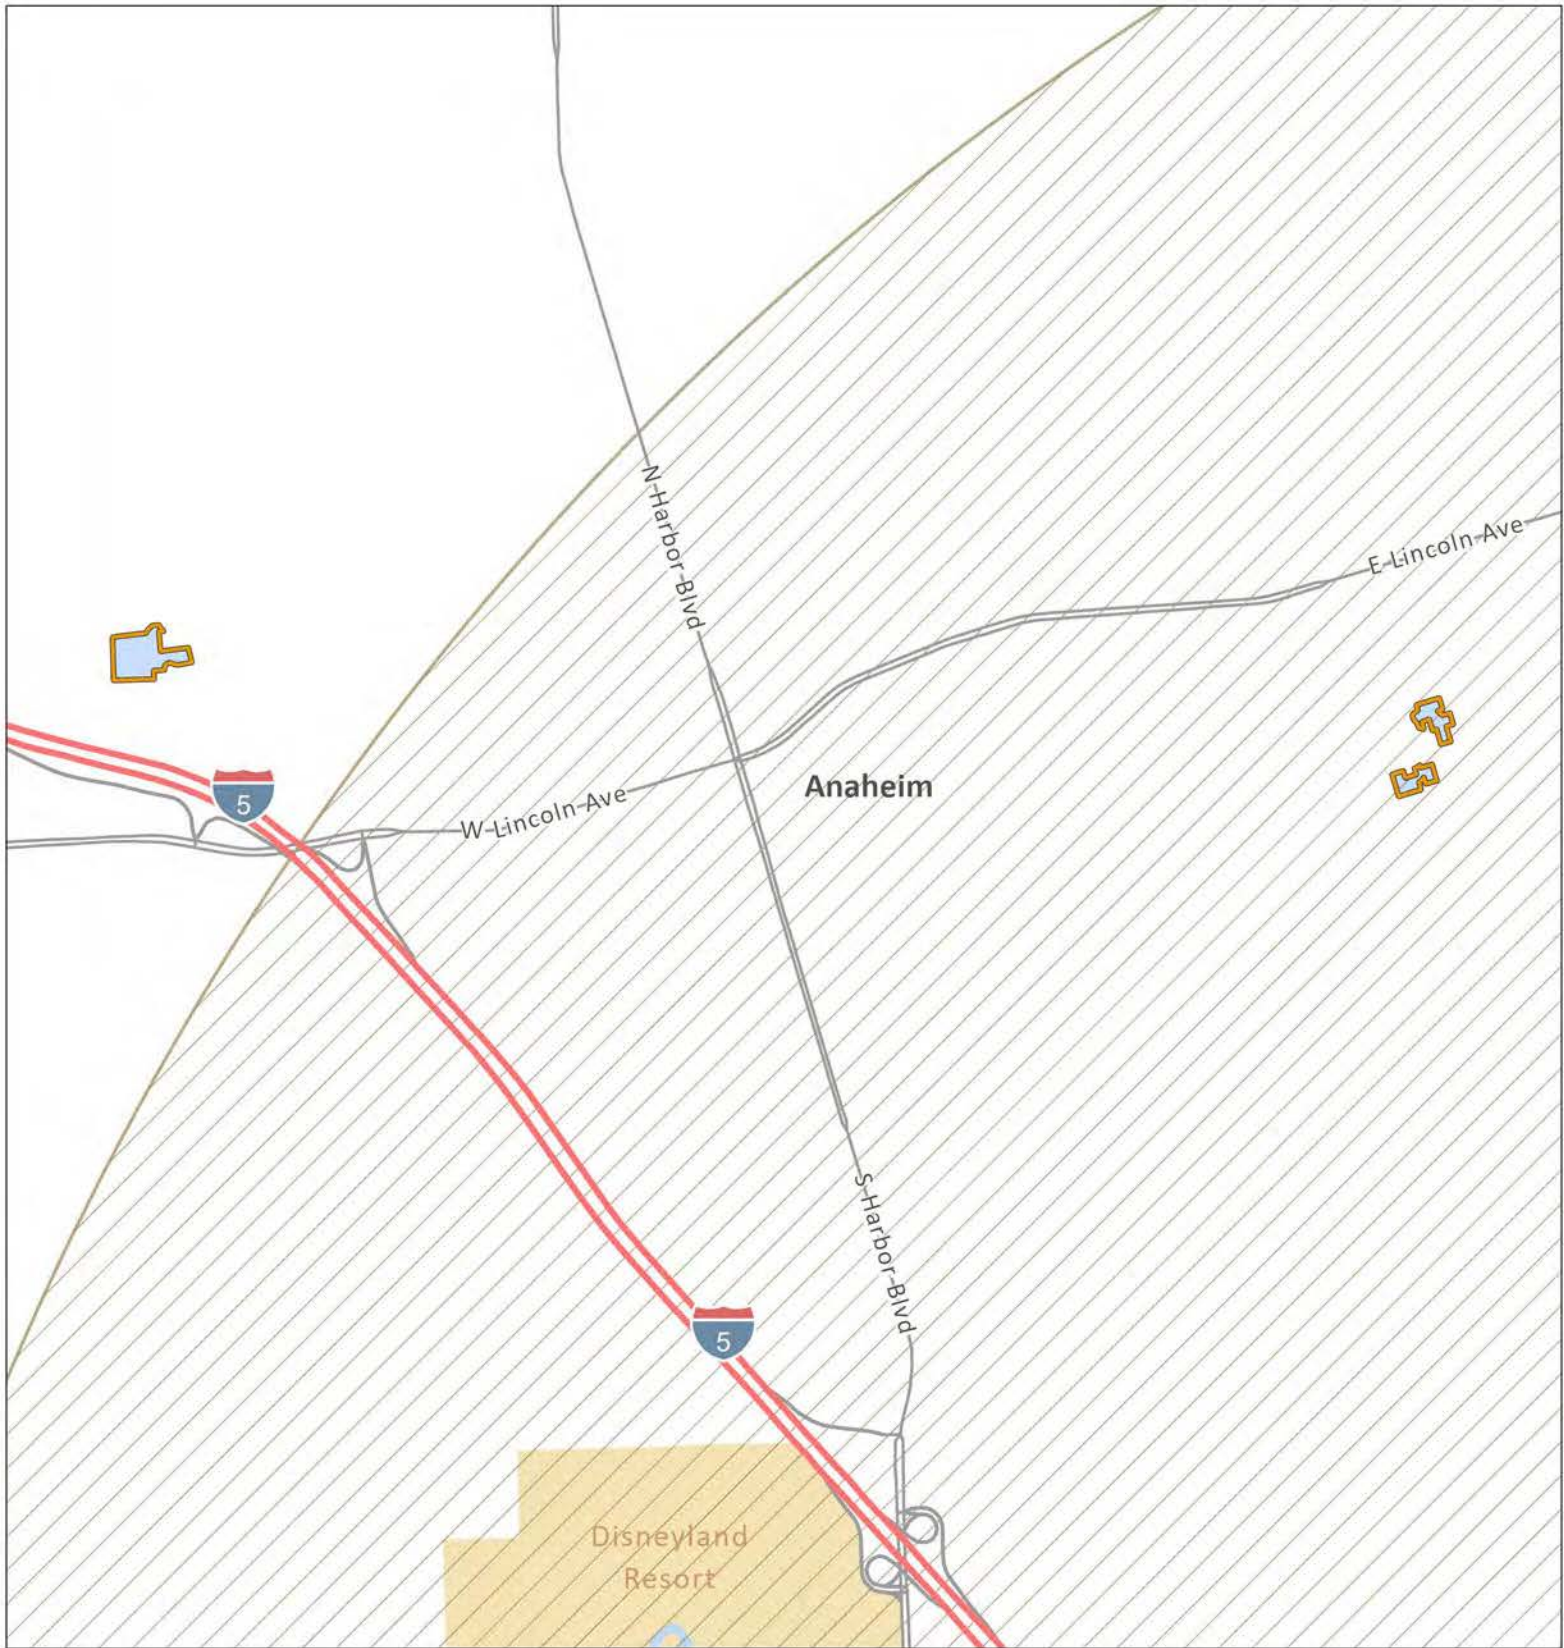 N-Harbor-Blvd
E-Lincoln-Ave
Anaheim
5
W-Lincoln-Ave
S-Harbor-Blvd
5
Disneyland
Resort